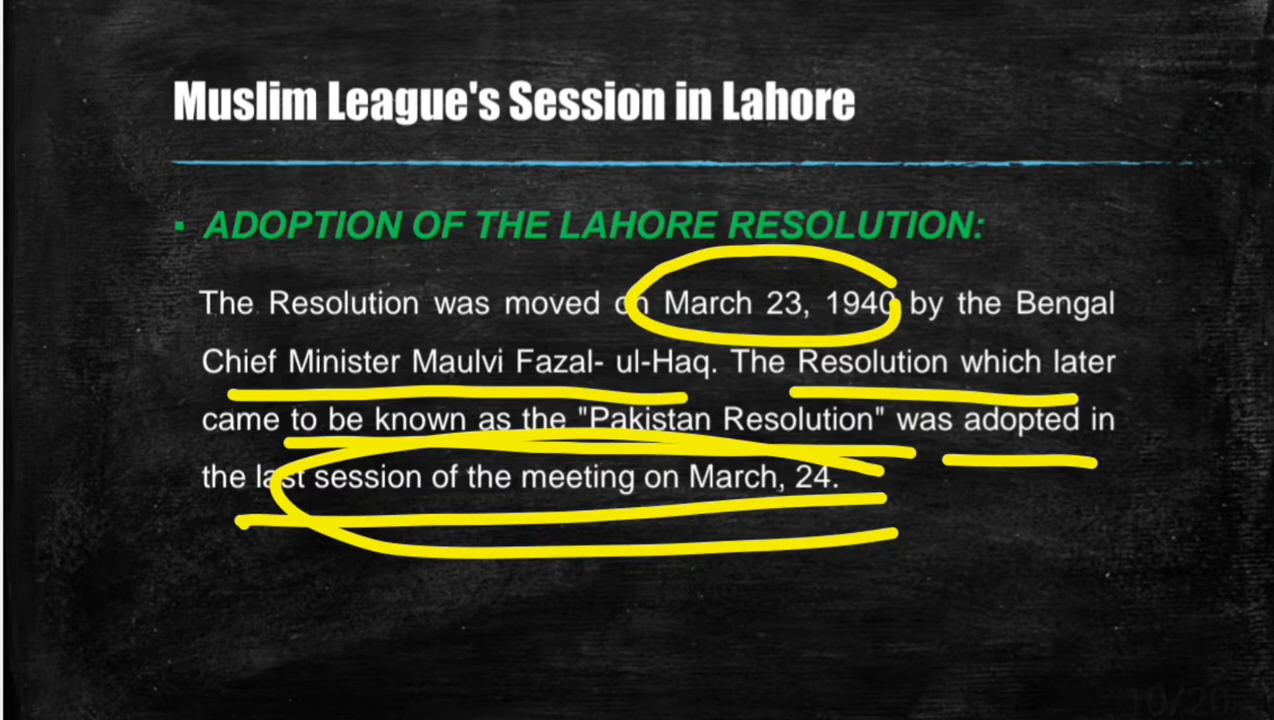 Muslim League's Session in Lahore
▪ ADOPTION OF THE LAHORE RESOLUTION:
The Resolution was moved on March 23, 1940 by the Bengal
Chief Minister Maulvi Fazal- ul-Haq. The Resolution which later
came to be known as the "Pakistan Resolution" was adopted in
the last session of the meeting on March, 24.
10/26